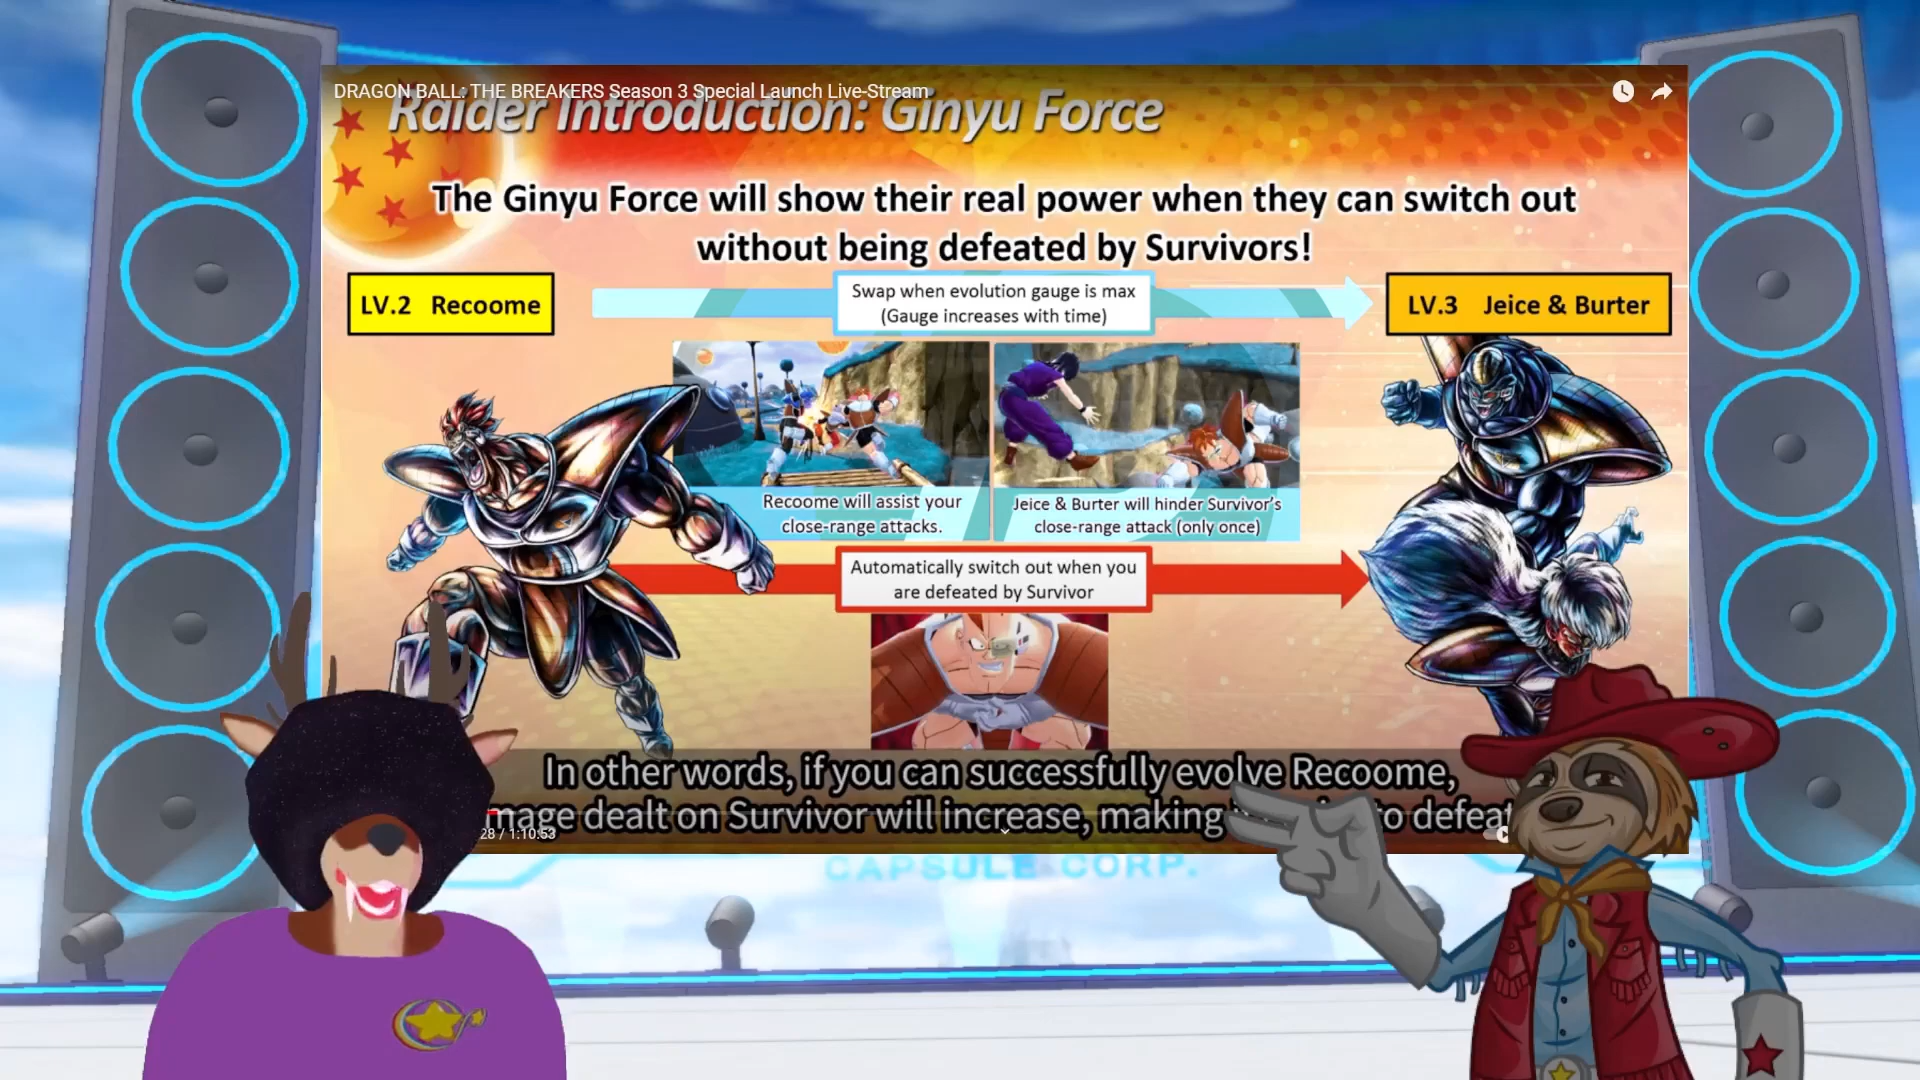 DRAGON BALL: THE BREAKERS Season 3 Special Launch Live-Stream
Raider Introduction: Ginyu Force
The Ginyu Force will show their real power when they can switch out
without being defeated by Survivors!
LV.2 Recoome
Swap when evolution gauge is max
(Gauge increases with time)
LV.3 Jeice & Burter
Recoome will assist your
close-range attacks.
Jeice & Burter will hinder Survivor's
close-range attack (only once)
Automatically switch out when you
are defeated by Survivor
In other words, if you can successfully evolve Recoome,
dealt on Survivor will increase, making to
28 / 1:10:53
CAPSULE CORP.